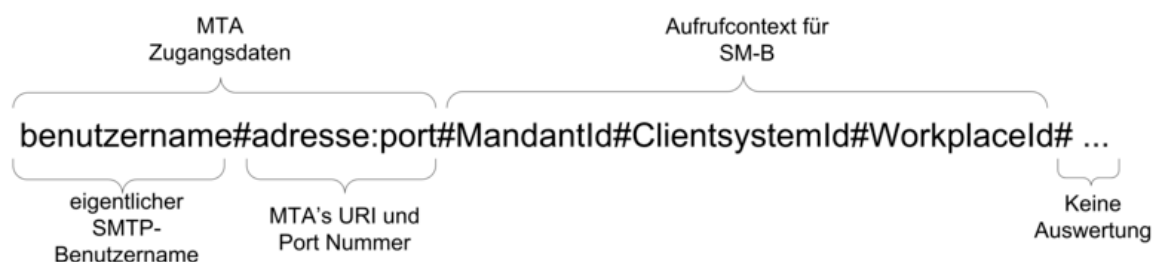 MTA
Zugangsdaten
Aufrufcontext für
SM-B
benutzername#adresse:port#MandantId#ClientsystemId#WorkplaceId# ...
eigentlicher
SMTP-
Benutzername
MTA's URI und
Port Nummer
Keine
Auswertung